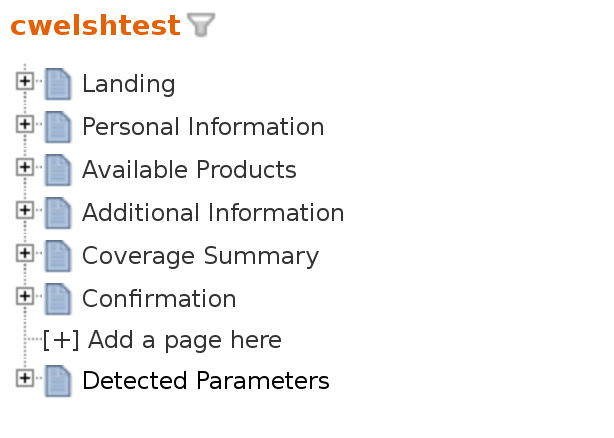 cwelshtest
Landing
Personal Information
Available Products
Additional Information
Coverage Summary
Confirmation
[+] Add a page here
Detected Parameters